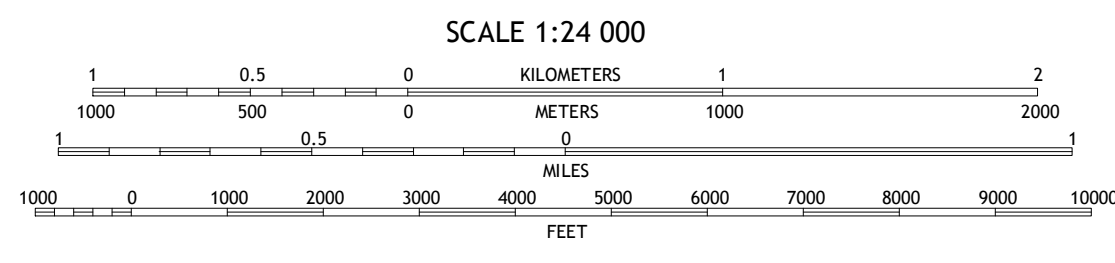 SCALE 1:24 000
1 0.5 0 KILOMETERS 1 2
1000 500 0 METERS 1000 2000
1 0.5 0 1
MILES
1000 0 1000 2000 3000 4000 5000 6000 7000 8000 9000 10000
FEET